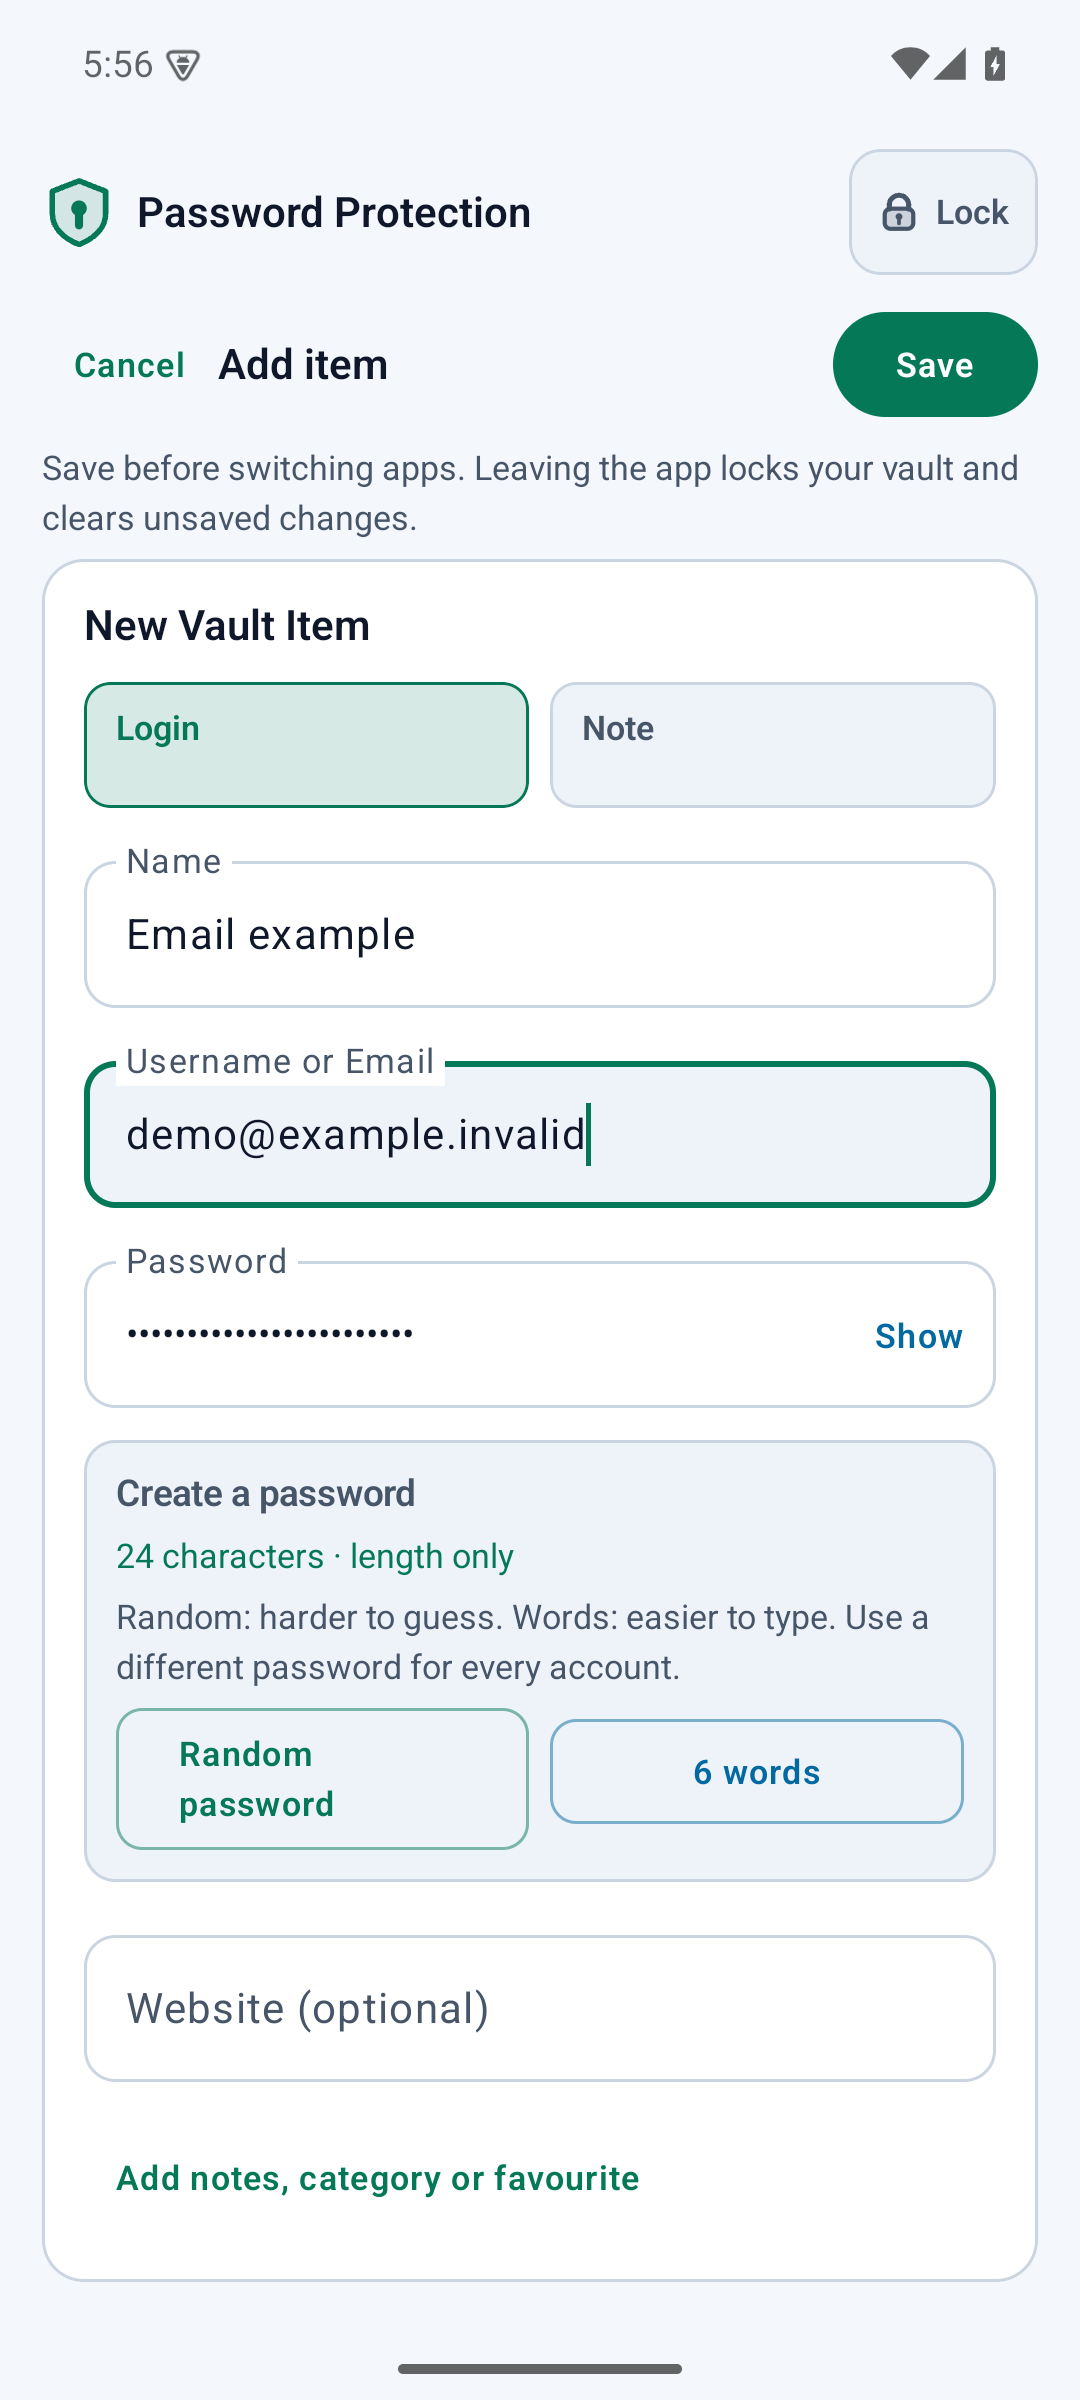 5:56
Password Protection
Lock
Cancel
Add item
Save
Save before switching apps. Leaving the app locks your vault and
clears unsaved changes.
New Vault Item
Login
Note
Name
Email example
Username or Email
demo@example.invalid
Password
••••••••••••••••••••••••
Show
Create a password
24 characters · length only
Random: harder to guess. Words: easier to type. Use a
different password for every account.
Random
password
6 words
Website (optional)
Add notes, category or favourite